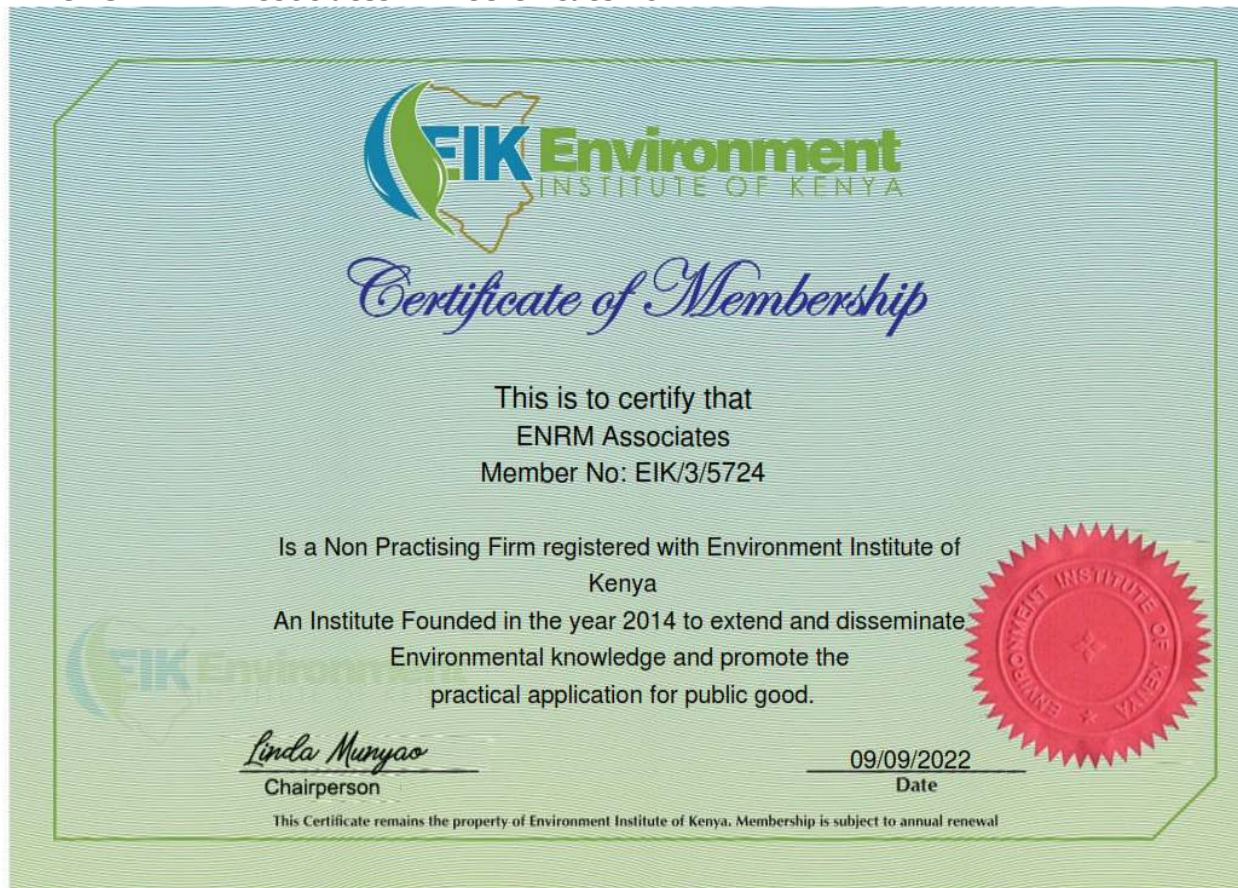 EIK Environment
INSTITUTE OF KENYA
Certificate of Membership
This is to certify that
ENRM Associates
Member No: EIK/3/5724
Is a Non Practising Firm registered with Environment Institute of
Kenya
An Institute Founded in the year 2014 to extend and disseminate
Environmental knowledge and promote the
practical application for public good.
EIK Environment
ENVIRONMENT INSTITUTE OF KENYA
Linda Munyao
Chairperson
09/09/2022
Date
This Certificate remains the property of Environment Institute of Kenya. Membership is subject to annual renewal